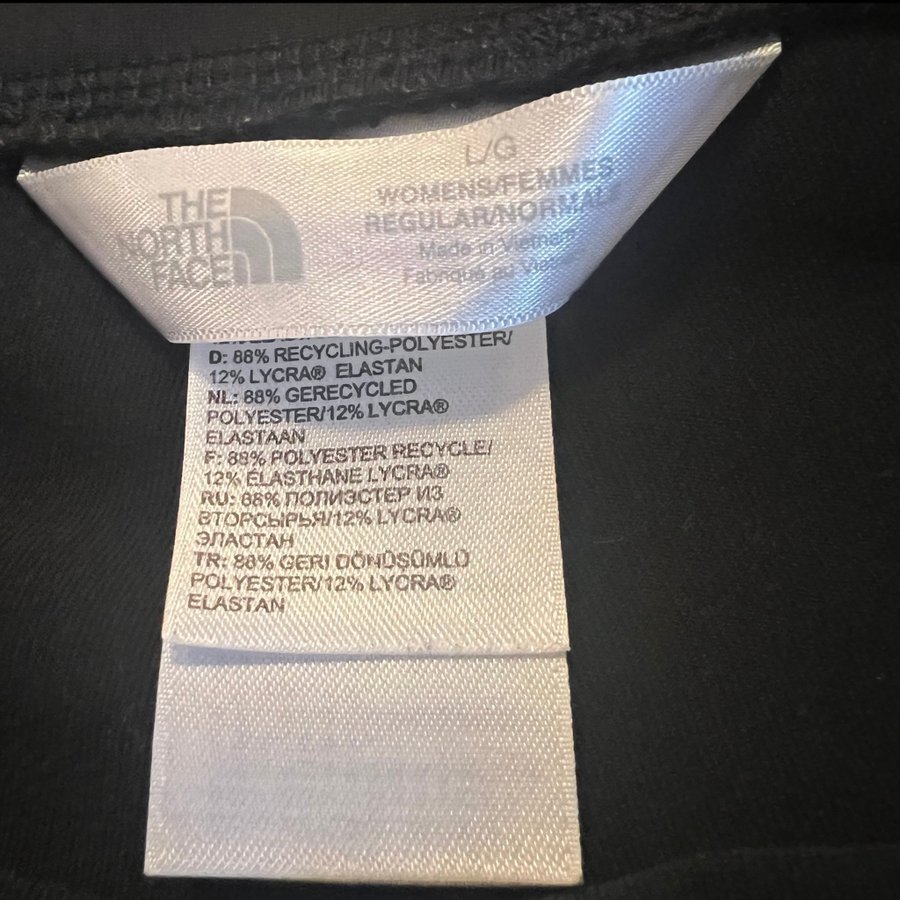 THE
NORTH
FACE
L/G
WOMENS/FEMMES
REGULAR/NORMALE
Made in Vietnam
Fabriqué au
D: 88% RECYCLING-POLYESTER/
12% LYCRA® ELASTAN
NL: 88% GERECYCLED
POLYESTER/12% LYCRA®
ELASTAAN
F: 88% POLYESTER RECYCLE/
12% ELASTHANE LYCRA®
RU: 88% ПОЛИЭСТЕР ИЗ
ВТОРСЫРЬЯ/12% LYCRA®
ЭЛАСТАН
TR: 88% GERI DÖNÜŞÜMLÜ
POLYESTER/12% LYCRA®
ELASTAN